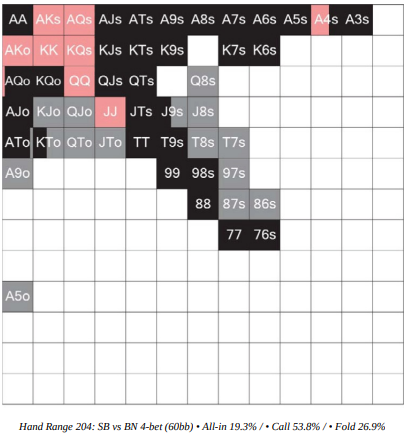 AA AKs AQs AJs ATs A9s A8s A7s A6s A5s A4s A3s
AKo KK KQs KJs KTs K9s K7s K6s
AQo KQo QQ QJs QTs Q8s
AJo KJo QJo JJ JTs J9s J8s
ATo KTo QTo JTo TT T9s T8s T7s
A9o 99 98s 97s
88 87s 86s
77 76s
A5o
Hand Range 204: SB vs BN 4-bet (60bb) • All-in 19.3% / • Call 53.8% / • Fold 26.9%